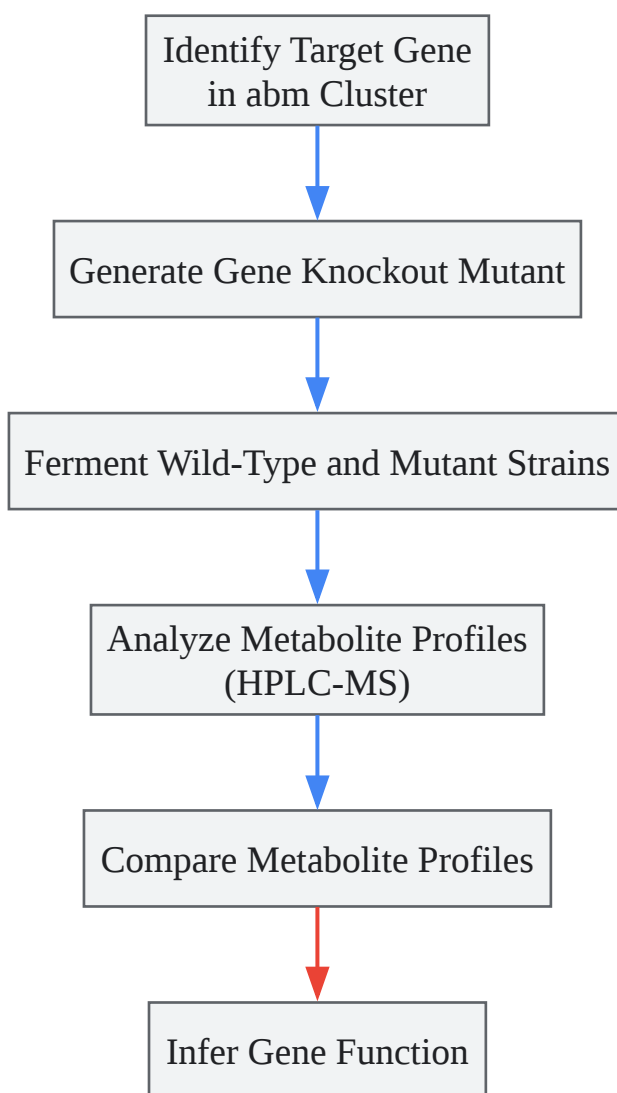 Identify Target Gene
in abm Cluster
Generate Gene Knockout Mutant
Ferment Wild-Type and Mutant Strains
Analyze Metabolite Profiles
(HPLC-MS)
Compare Metabolite Profiles
Infer Gene Function